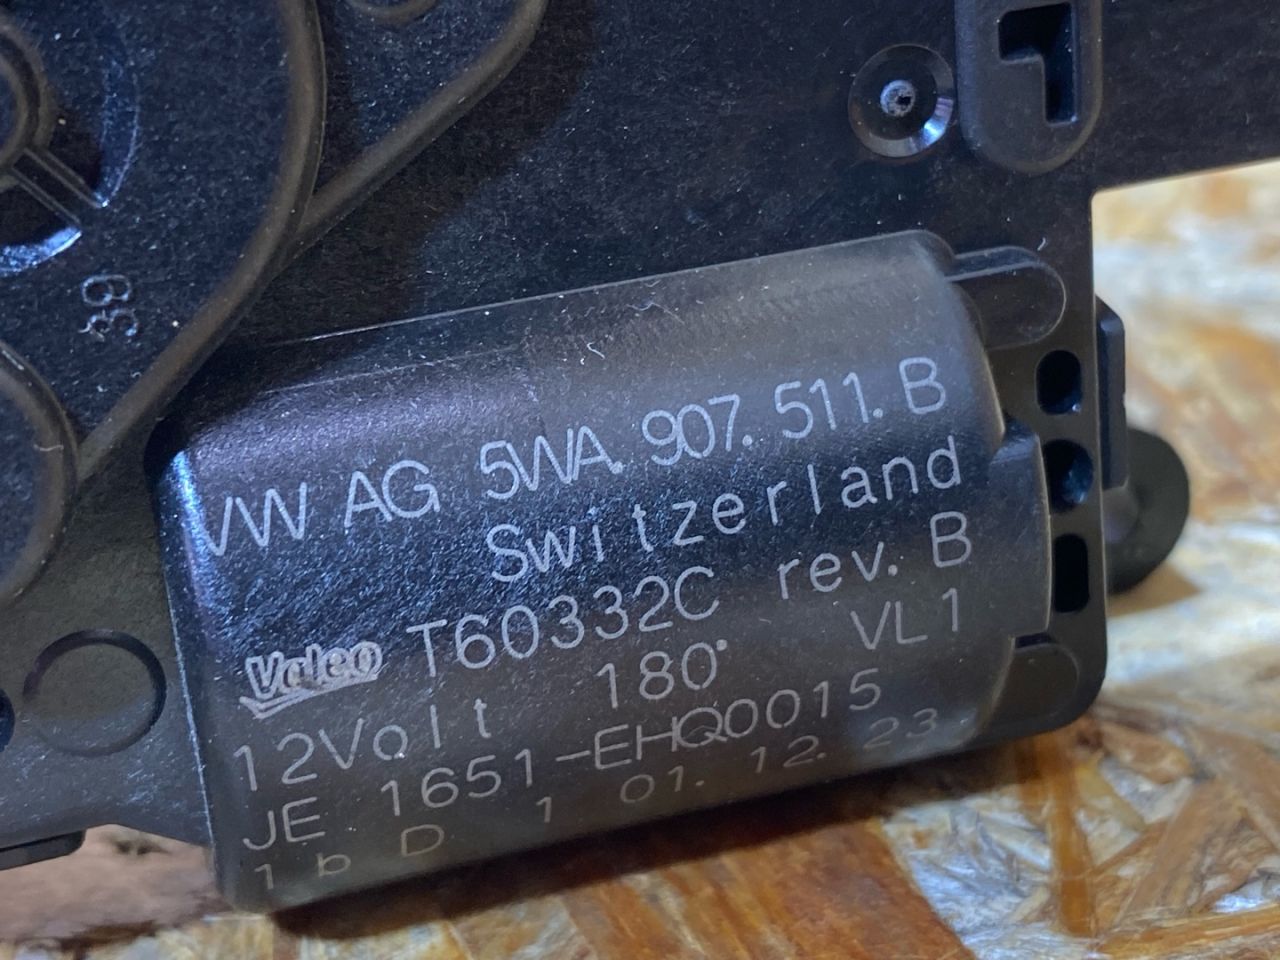 39
VW AG 5WA. 907. 511. B
Switzerland
Valeo T60332C rev. B
12Volt 180° VL1
JE 1651-EHQ0015
1 b D 1 01. 12. 23